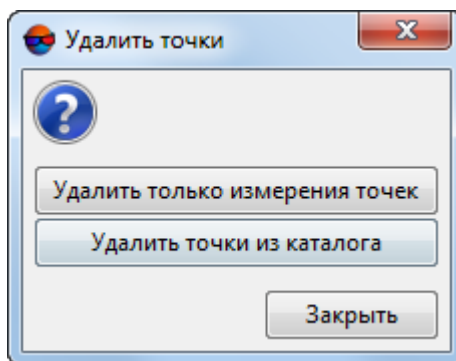 Удалить точки
Удалить только измерения точек
Удалить точки из каталога
Закрыть